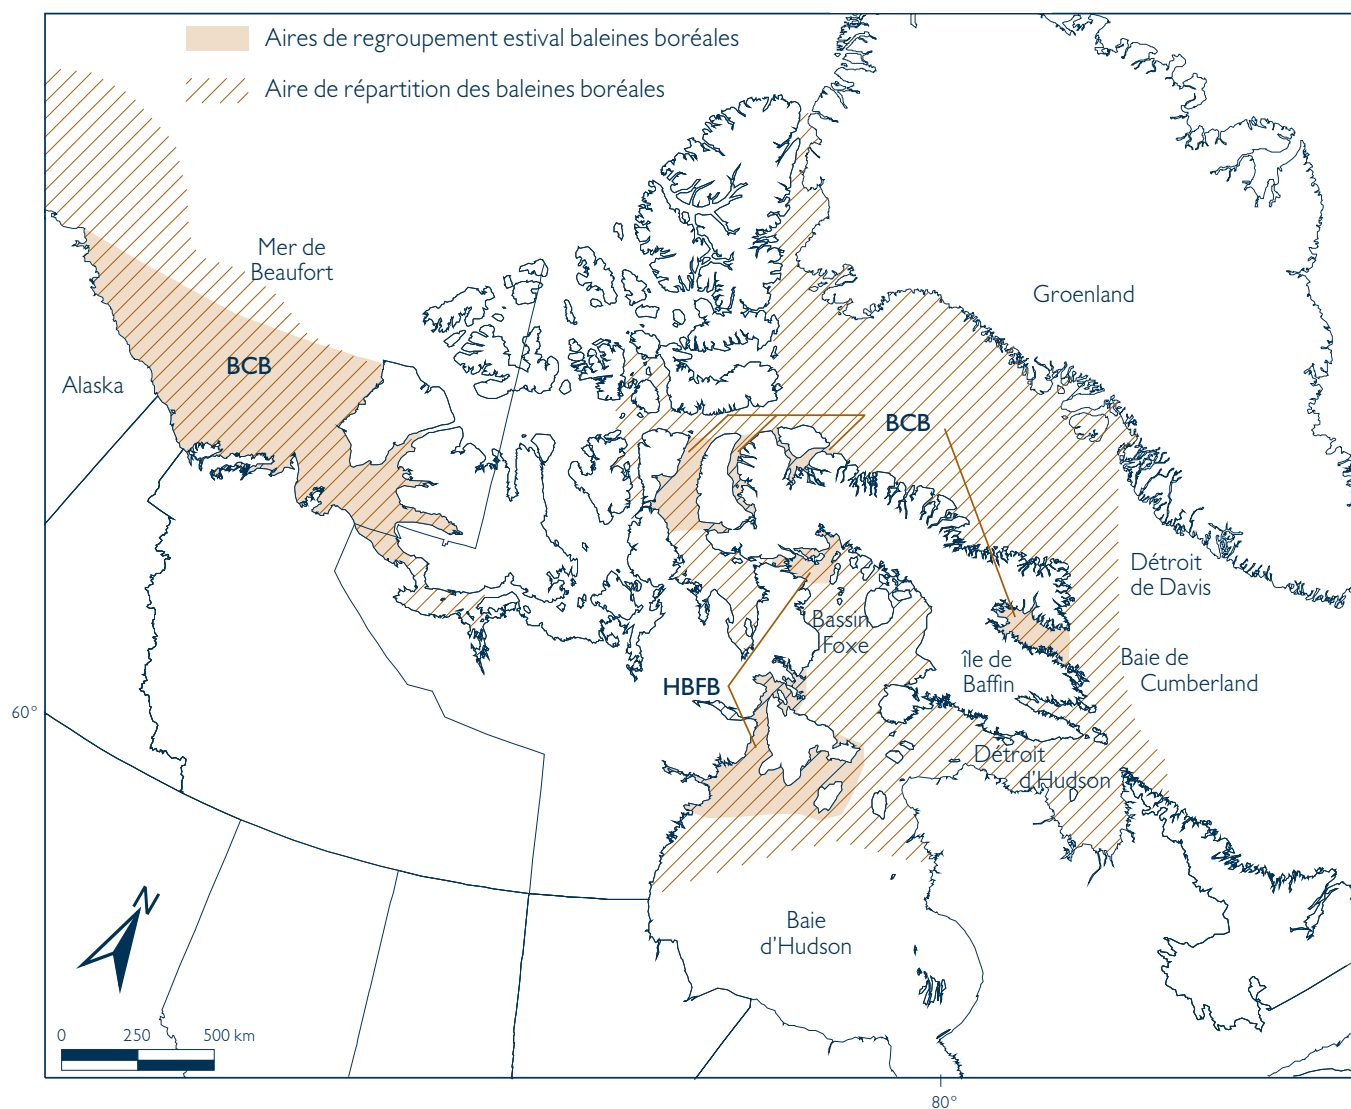 Aires de regroupement estival baleines boréales
Aire de répartition des baleines boréales
Mer de
Beaufort
Groenland
BCB
Alaska
BCB
Détroit
de Davis
Bassin
Foxe
île de
Baffin
Baie de
Cumberland
HBFB
60°
Détroit
d'Hudson
N
Baie
d'Hudson
0 250 500 km
80°